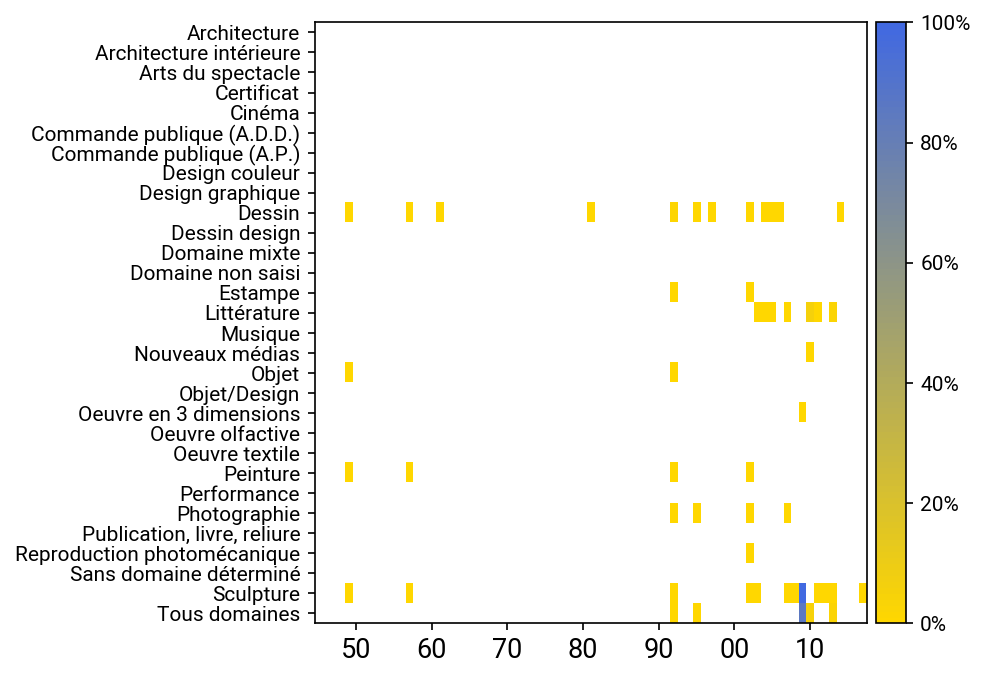 Architecture
Architecture intérieure
Arts du spectacle
Certificat
Cinéma
Commande publique (A.D.D.)
Commande publique (A.P.)
Design couleur
Design graphique
Dessin
Dessin design
Domaine mixte
Domaine non saisi
Estampe
Littérature
Musique
Nouveaux médias
Objet
Objet/Design
Oeuvre en 3 dimensions
Oeuvre olfactive
Oeuvre textile
Peinture
Performance
Photographie
Publication, livre, reliure
Reproduction photomécanique
Sans domaine déterminé
Sculpture
Tous domaines
50 60 70 80 90 00 10
100%
80%
60%
40%
20%
0%